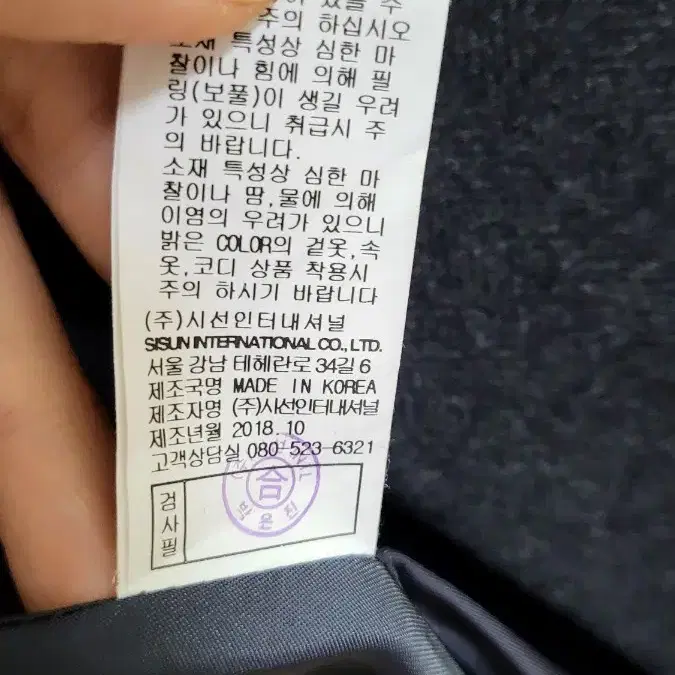 있을 수
주의 하십시오
소재 특성상 심한 마
찰이나 힘에 의해 필
링(보풀)이 생길 우려
가 있으니 취급시 주
의 바랍니다.
소재 특성상 심한 마
찰이나 땀,물에 의해
이염의 우려가 있으니
밝은 COLOR의 겉옷,속
옷,코디 상품 착용시
주의 하시기 바랍니다
(주)시선인터내셔널
SISUN INTERNATIONAL CO., LTD.
서울 강남 테헤란로 34길 6
제조국명 MADE IN KOREA
제조자명 (주)시선인터내셔널
제조년월 2018.10
고객상담실 080-523-6321
검사필
합
박은진